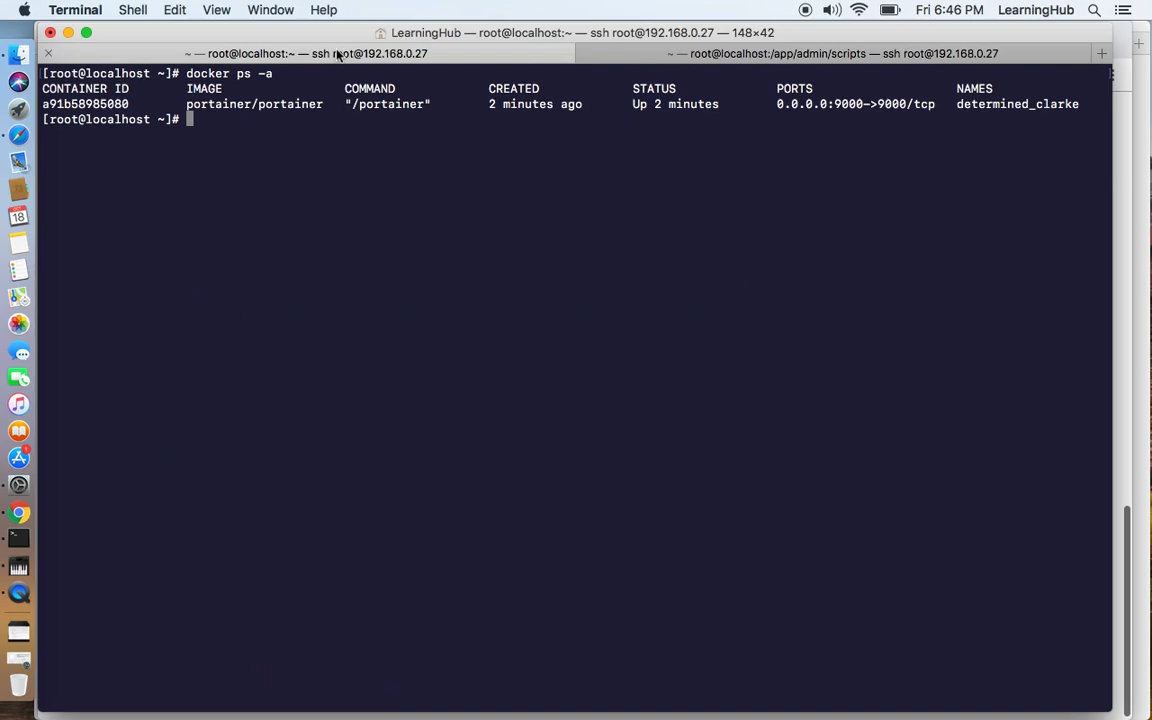 Terminal Shell Edit View Window Help Fri 6:46 PM LearningHub
LearningHub — root@localhost:~ — ssh root@192.168.0.27 — 148×42
~ — root@localhost:~ — ssh root@192.168.0.27
~ — root@localhost:/app/admin/scripts — ssh root@192.168.0.27
[root@localhost ~]# docker ps -a
CONTAINER ID IMAGE COMMAND CREATED STATUS PORTS NAMES
a91b58985080 portainer/portainer "/portainer" 2 minutes ago Up 2 minutes 0.0.0.0:9000->9000/tcp determined_clarke
[root@localhost ~]#
OCT
18